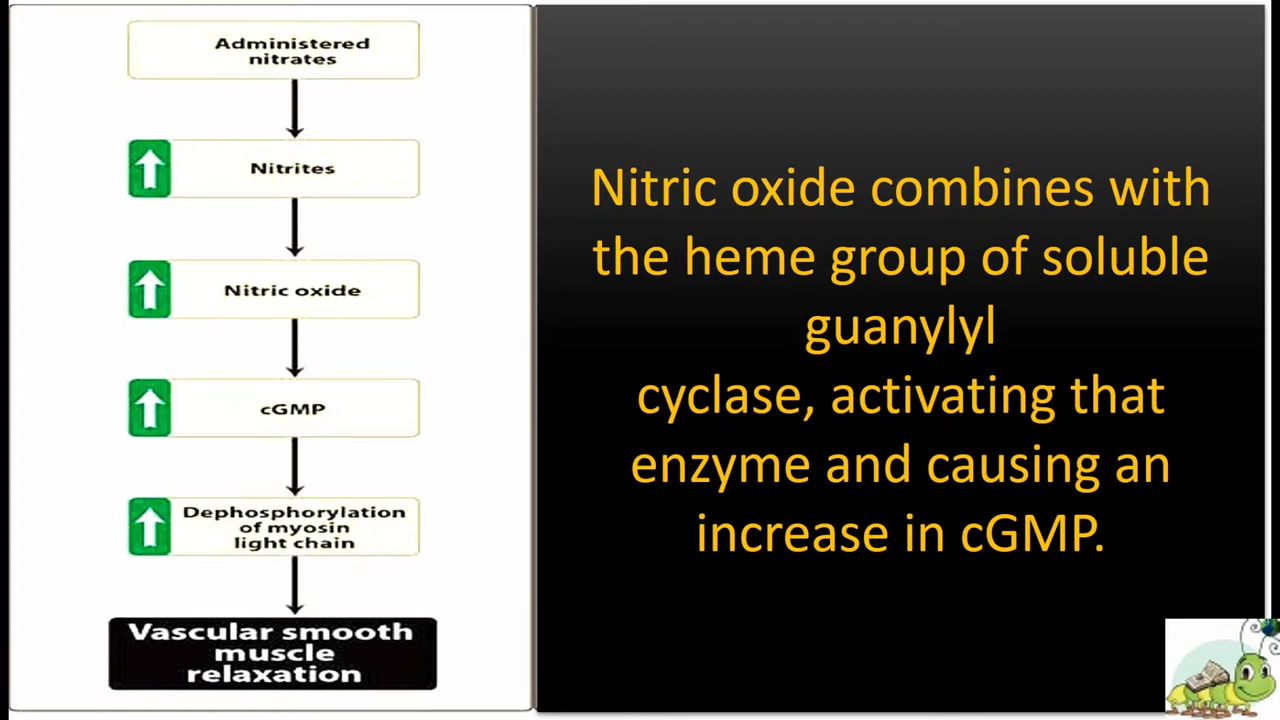 Administered
nitrates
Nitrites
Nitric oxide
cGMP
Dephosphorylation
of myosin
light chain
Vascular smooth
muscle
relaxation
Nitric oxide combines with
the heme group of soluble
guanylyl
cyclase, activating that
enzyme and causing an
increase in cGMP.